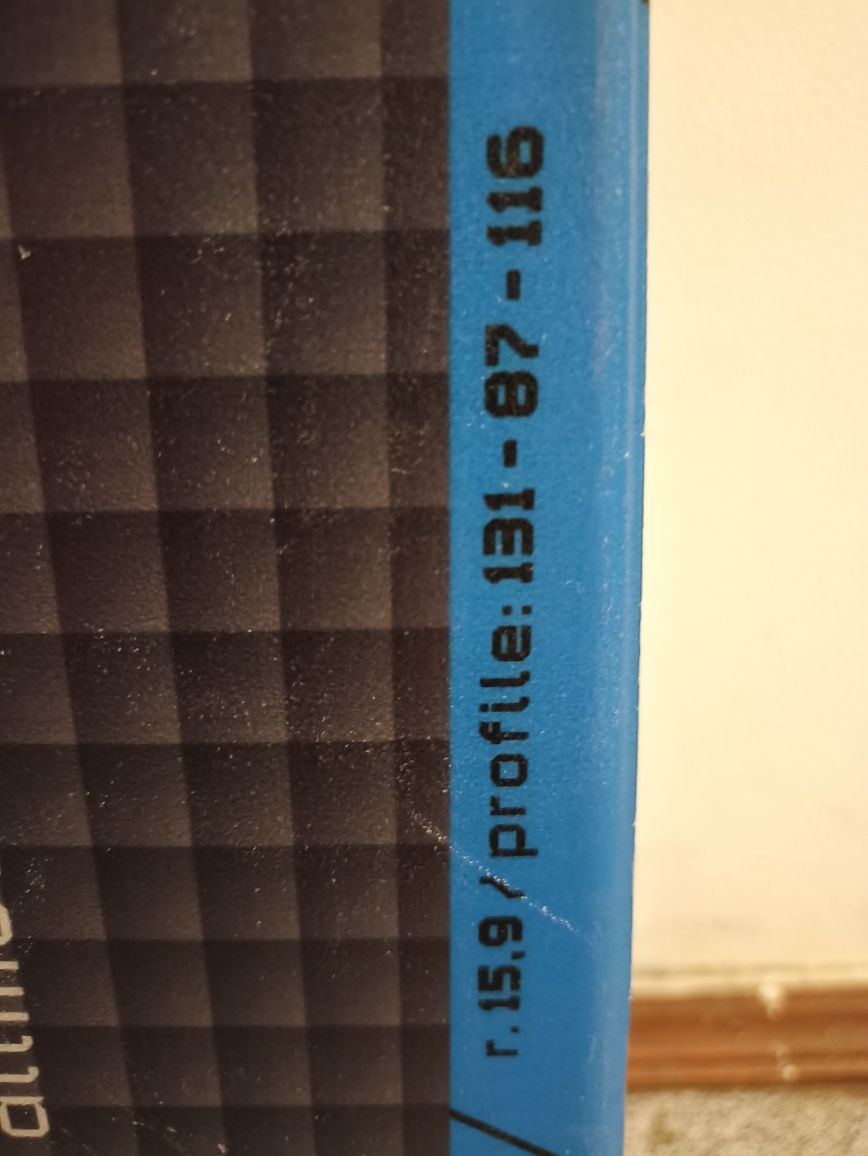 r. 15,9 / profile: 131 - 87 - 116